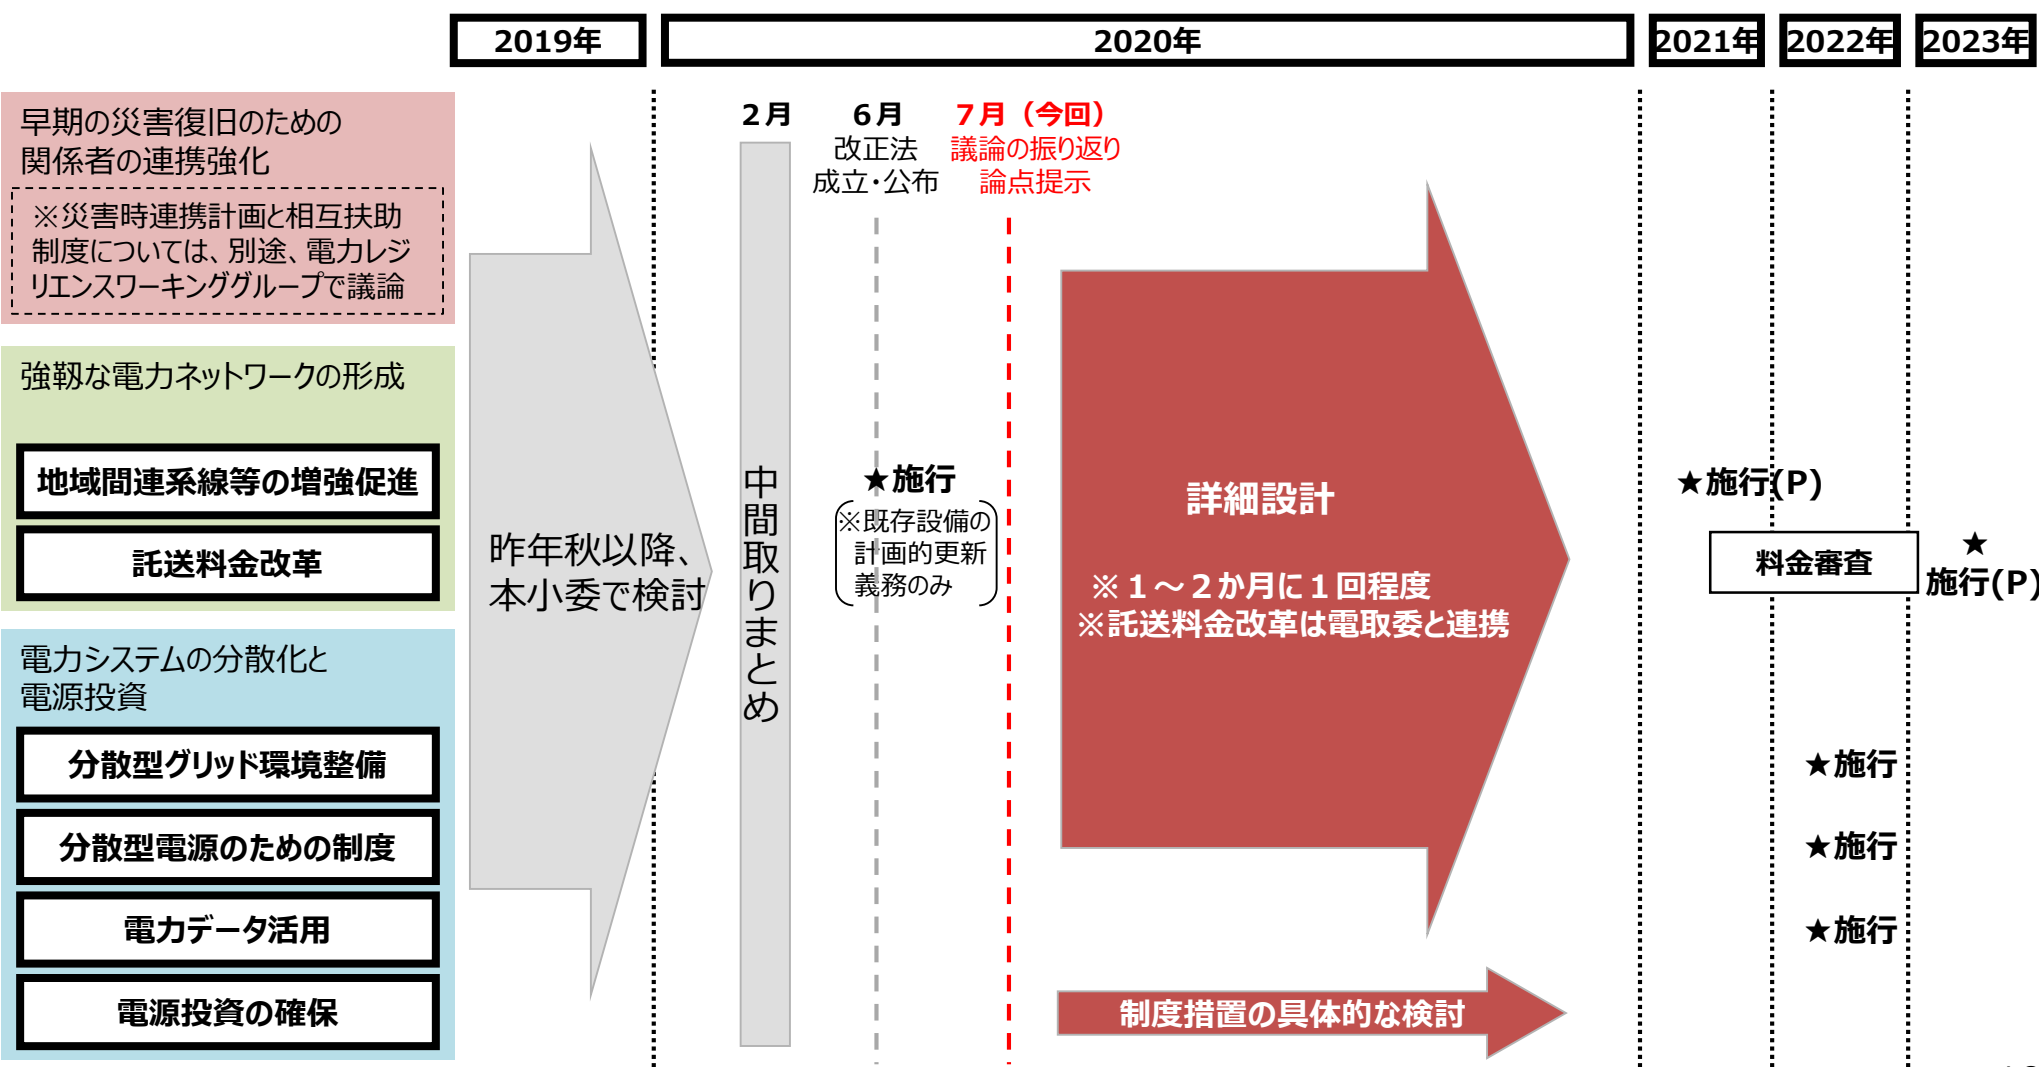 2019年
2020年
2021年
2022年
2023年
早期の災害復旧のための
関係者の連携強化
※災害時連携計画と相互扶助
制度については、別途、電力レジ
リエンスワーキンググループで議論
強靱な電力ネットワークの形成
地域間連系線等の増強促進
託送料金改革
電力システムの分散化と
電源投資
分散型グリッド環境整備
分散型電源のための制度
電力データ活用
電源投資の確保
昨年秋以降、
本小委で検討
2月
中間取りまとめ
6月
改正法
成立・公布
★施行
※既存設備の
計画的更新
義務のみ
7月（今回）
議論の振り返り
論点提示
詳細設計
※１～２か月に１回程度
※託送料金改革は電取委と連携
制度措置の具体的な検討
★施行(P)
料金審査
★
施行(P)
★施行
★施行
★施行